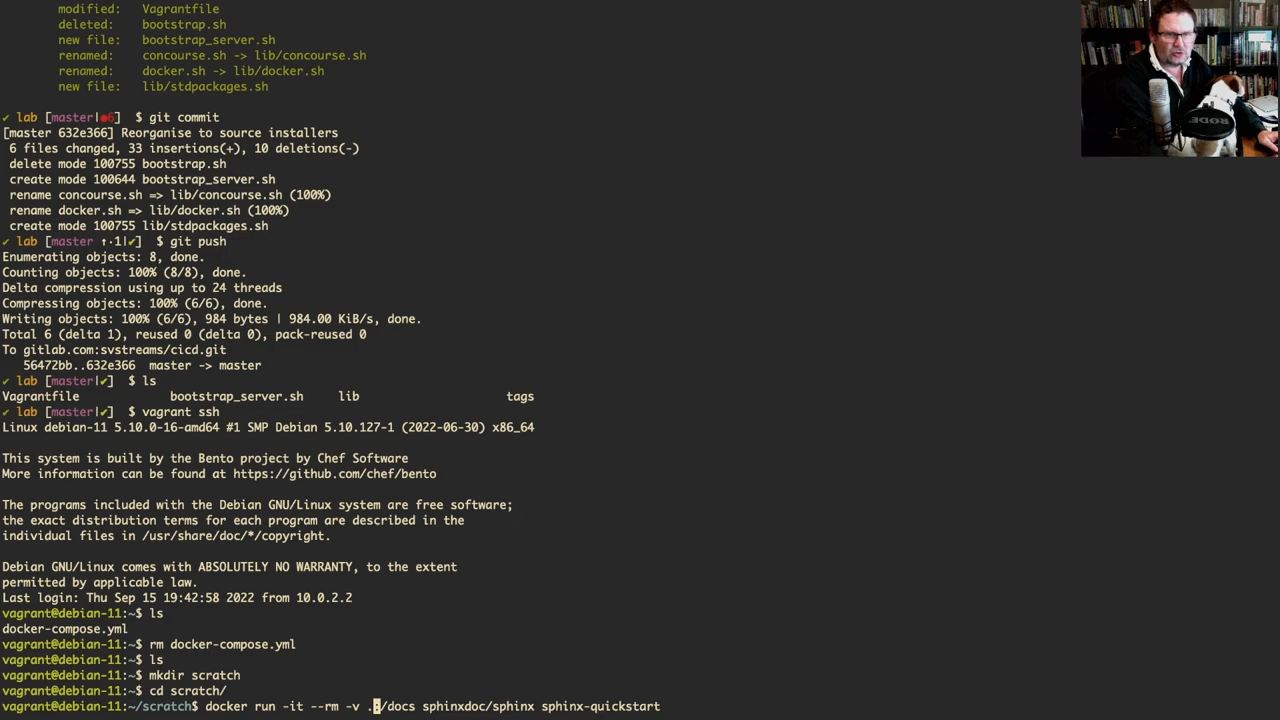 modified:   Vagrantfile
deleted:    bootstrap.sh
new file:   bootstrap_server.sh
renamed:    concourse.sh -> lib/concourse.sh
renamed:    docker.sh -> lib/docker.sh
new file:   lib/stdpackages.sh
✔ lab [master|●6]  $ git commit
[master 632e366] Reorganise to source installers
 6 files changed, 33 insertions(+), 10 deletions(-)
 delete mode 100755 bootstrap.sh
 create mode 100644 bootstrap_server.sh
 rename concourse.sh => lib/concourse.sh (100%)
 rename docker.sh => lib/docker.sh (100%)
 create mode 100755 lib/stdpackages.sh
✔ lab [master ↑·1|✔]  $ git push
Enumerating objects: 8, done.
Counting objects: 100% (8/8), done.
Delta compression using up to 24 threads
Compressing objects: 100% (6/6), done.
Writing objects: 100% (6/6), 984 bytes | 984.00 KiB/s, done.
Total 6 (delta 1), reused 0 (delta 0), pack-reused 0
To gitlab.com:svstreams/cicd.git
   56472bb..632e366  master -> master
✔ lab [master|✔]  $ ls
Vagrantfile             bootstrap_server.sh     lib                     tags
✔ lab [master|✔]  $ vagrant ssh
Linux debian-11 5.10.0-16-amd64 #1 SMP Debian 5.10.127-1 (2022-06-30) x86_64
This system is built by the Bento project by Chef Software
More information can be found at https://github.com/chef/bento
The programs included with the Debian GNU/Linux system are free software;
the exact distribution terms for each program are described in the
individual files in /usr/share/doc/*/copyright.
Debian GNU/Linux comes with ABSOLUTELY NO WARRANTY, to the extent
permitted by applicable law.
Last login: Thu Sep 15 19:42:58 2022 from 10.0.2.2
vagrant@debian-11:~$ ls
docker-compose.yml
vagrant@debian-11:~$ rm docker-compose.yml
vagrant@debian-11:~$ ls
vagrant@debian-11:~$ mkdir scratch
vagrant@debian-11:~$ cd scratch/
vagrant@debian-11:~/scratch$ docker run -it --rm -v .:/docs sphinxdoc/sphinx sphinx-quickstart
RODE